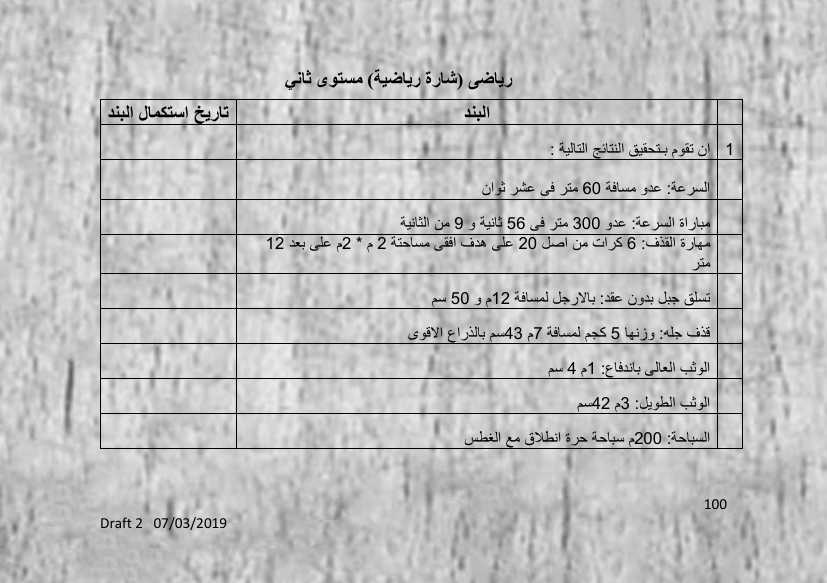 رياضى (شارة رياضية) مستوى ثاني
البند	تاريخ استكمال البند
1	ان تقوم بـتحقيق النتائج التالية :
السرعة: عدو مسافة 60 متر فى عشر ثوان
مباراة السرعة: عدو 300 متر فى 56 ثانية و 9 من الثانية
مهارة القذف: 6 كرات من اصل 20 على هدف افقى مساحتة 2 م * 2م على بعد 12
متر
تسلق جبل بدون عقد: بالارجل لمسافة 12م و 50 سم
قذف جله: وزنها 5 كجم لمسافة 7م 43سم بالذراع الاقوى
الوثب العالى باندفاع: 1م 4 سم
الوثب الطويل: 3م 42سم
السباحة: 200م سباحة حرة انطلاق مع الغطس
100
Draft 2 07/03/2019